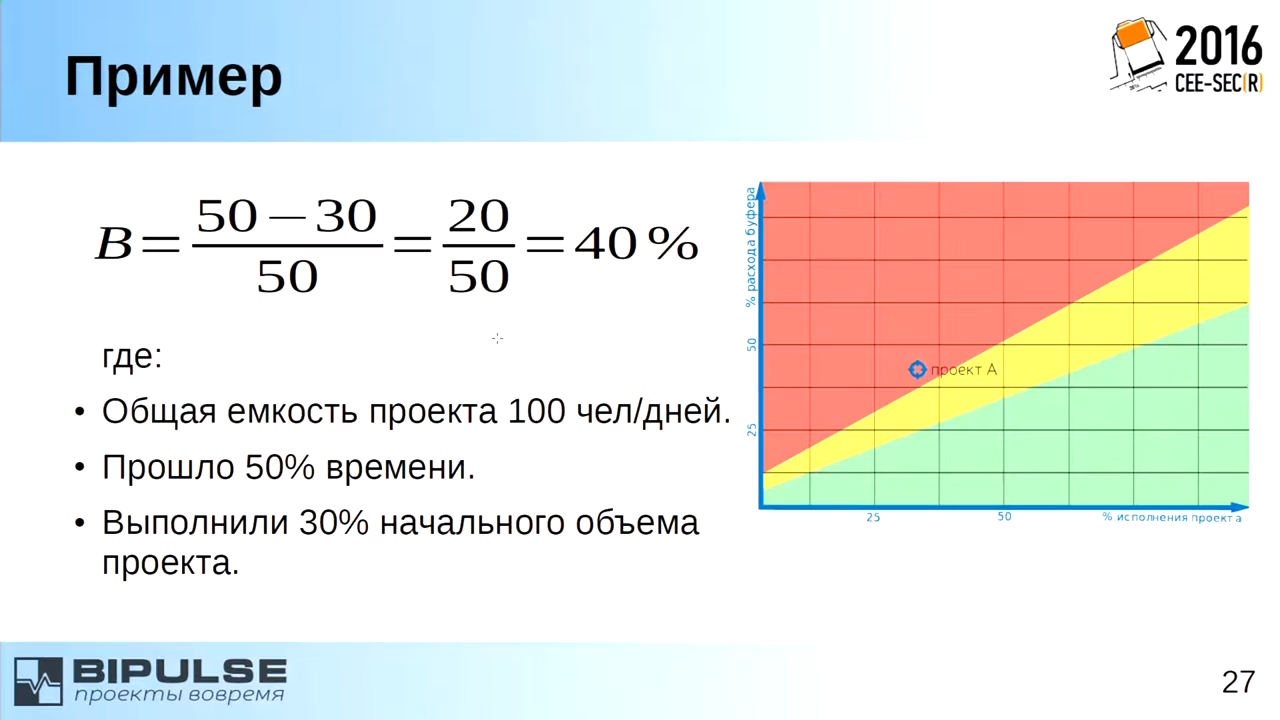 Пример
2016
CEE-SEC(R)
B = 50 − 30 / 50 = 20 / 50 = 40 %
где:
• Общая емкость проекта 100 чел/дней.
• Прошло 50% времени.
• Выполнили 30% начального объема
проекта.
% расхода буфера
50
25
проект А
25
50
% исполнения проекта
BIPULSE
проекты вовремя
27